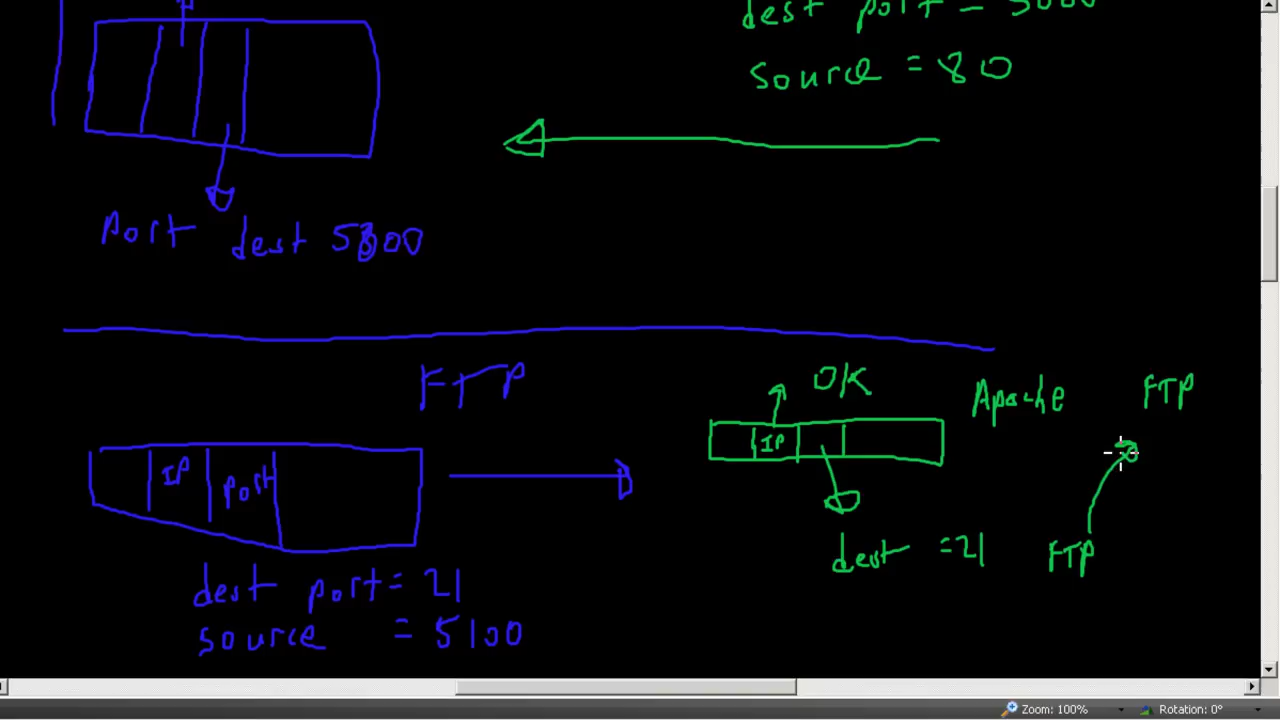 dest port = 5000
source = 80
Port dest 5000
FTP
OK
Apache
FTP
IP
IP
port
dest = 21
FTP
dest port = 21
source = 5100
Zoom: 100%
Rotation: 0°